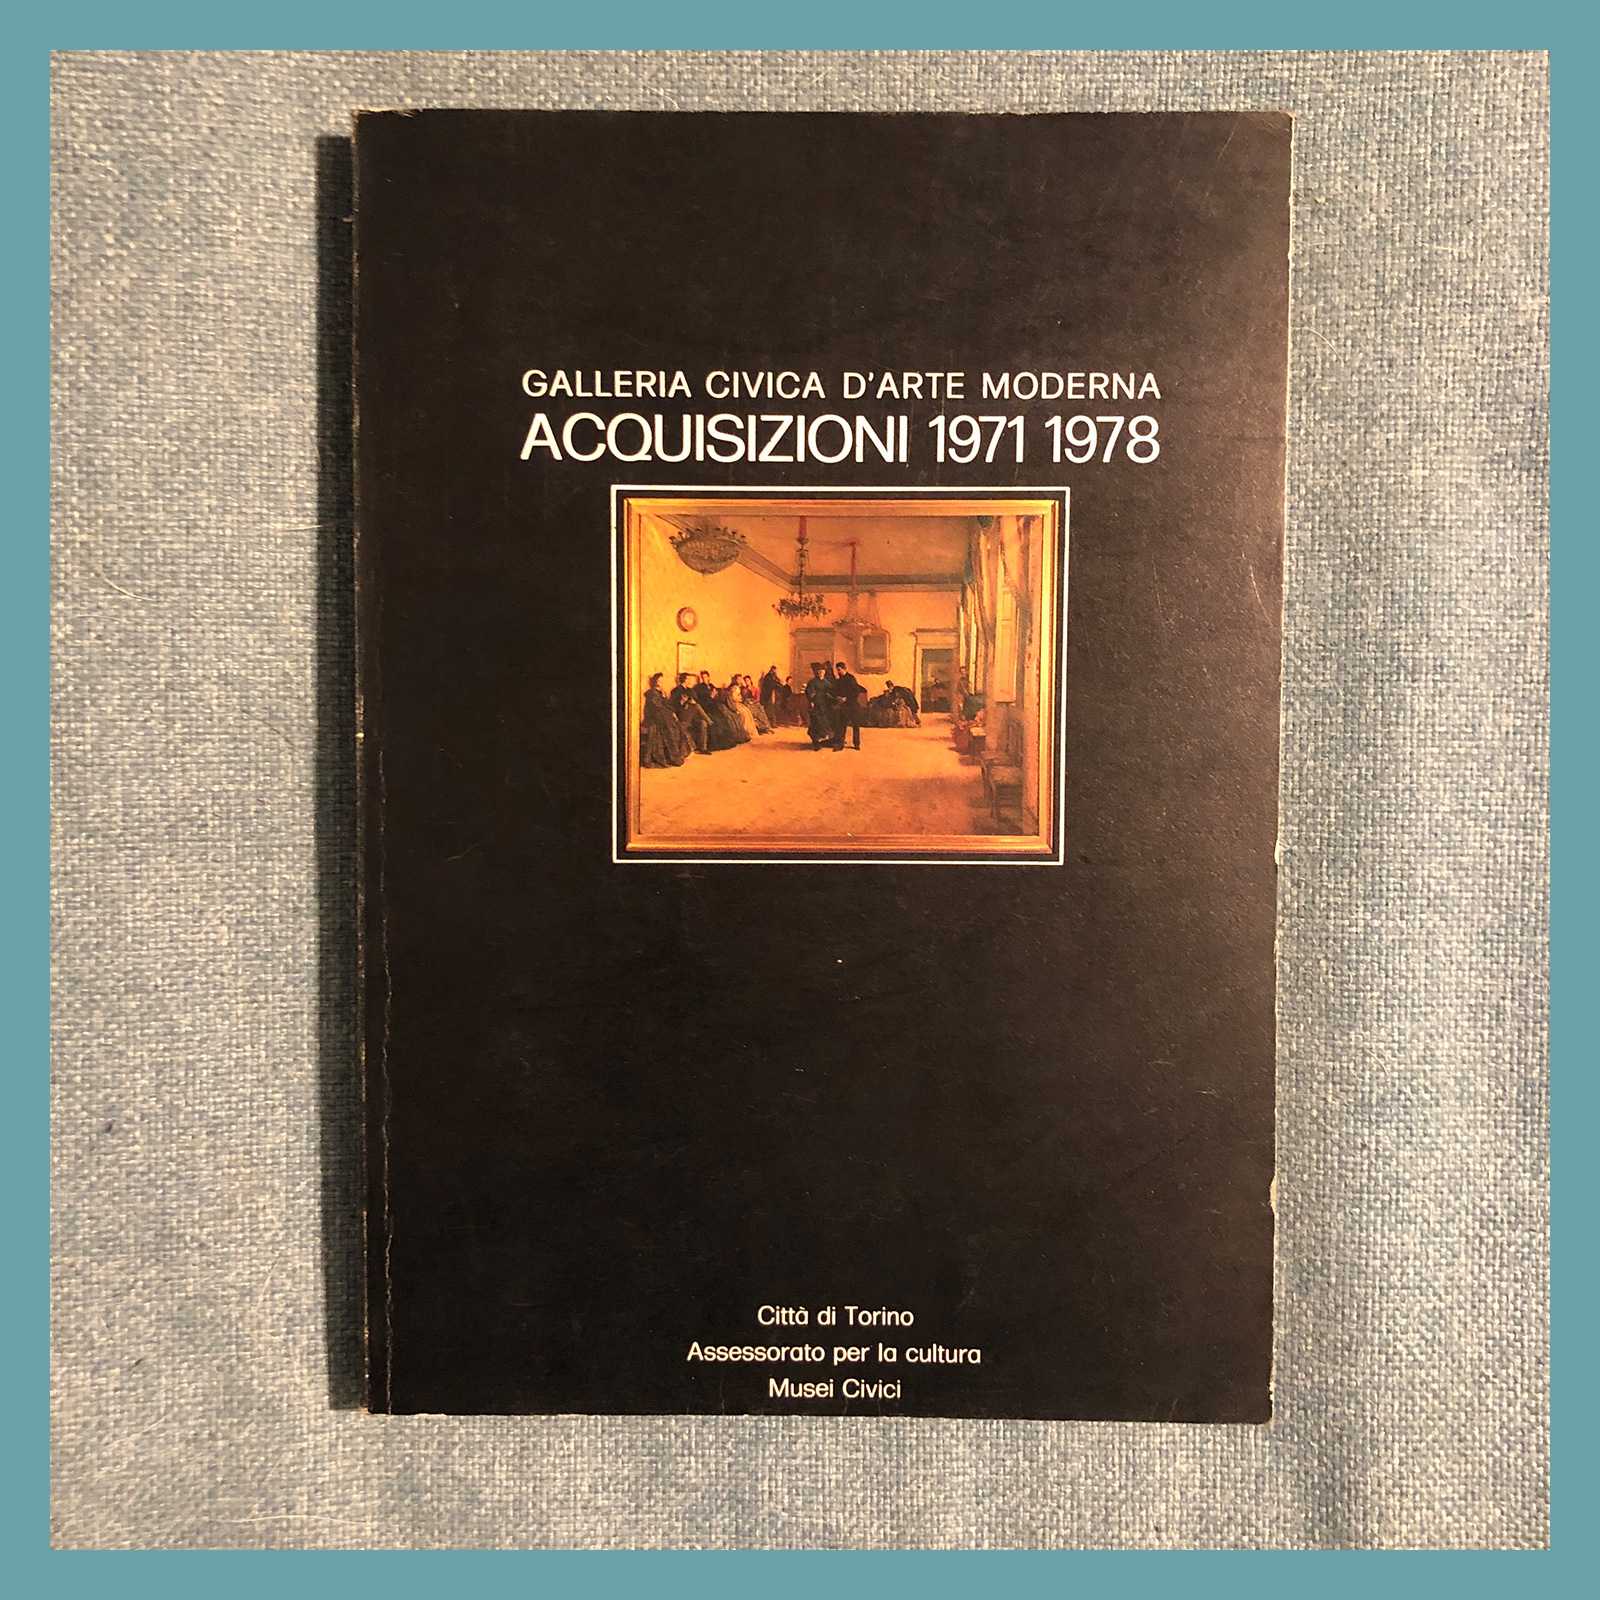 GALLERIA CIVICA D'ARTE MODERNA
ACQUISIZIONI 1971 1978
Città di Torino
Assessorato per la cultura
Musei Civici